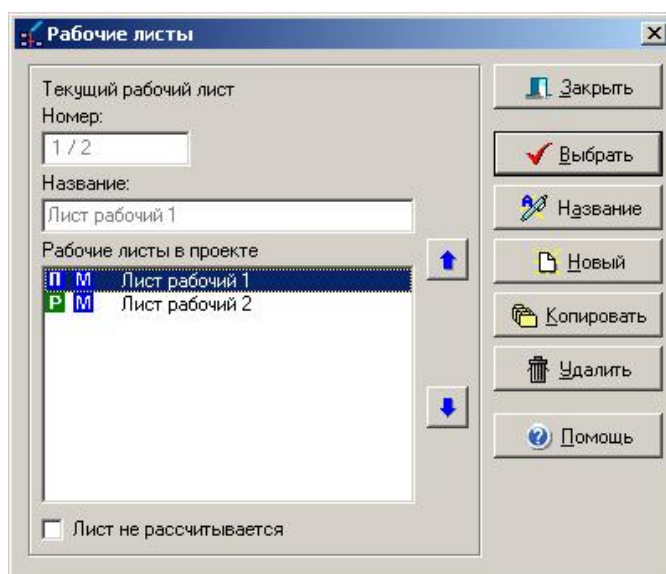 Рабочие листы
Текущий рабочий лист
Номер:
1 / 2
Название:
Лист рабочий 1
Рабочие листы в проекте
П М Лист рабочий 1
Р М Лист рабочий 2
Лист не рассчитывается
Закрыть
Выбрать
Название
Новый
Копировать
Удалить
Помощь